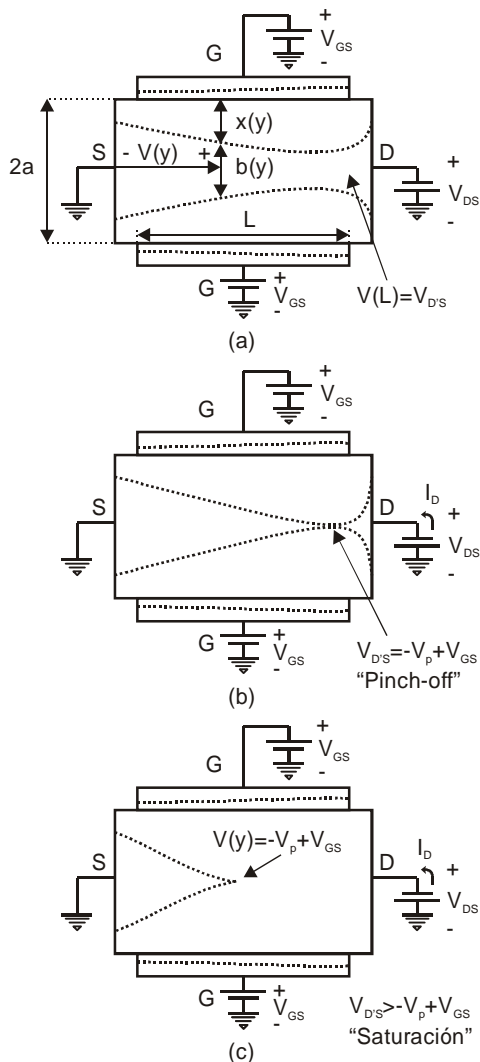 +
G
V_GS
-
x(y)
2a
S
- V(y) +
b(y)
D
+
V_DS
-
L
G
+
V_GS
-
V(L)=V_D'S
(a)
+
G
V_GS
-
S
D
I_D
+
V_DS
-
G
+
V_GS
-
V_D'S=-V_p+V_GS
“Pinch-off”
(b)
+
G
V_GS
-
V(y)=-V_p+V_GS
S
D
I_D
+
V_DS
-
G
+
V_GS
-
V_D'S>-V_p+V_GS
“Saturación”
(c)